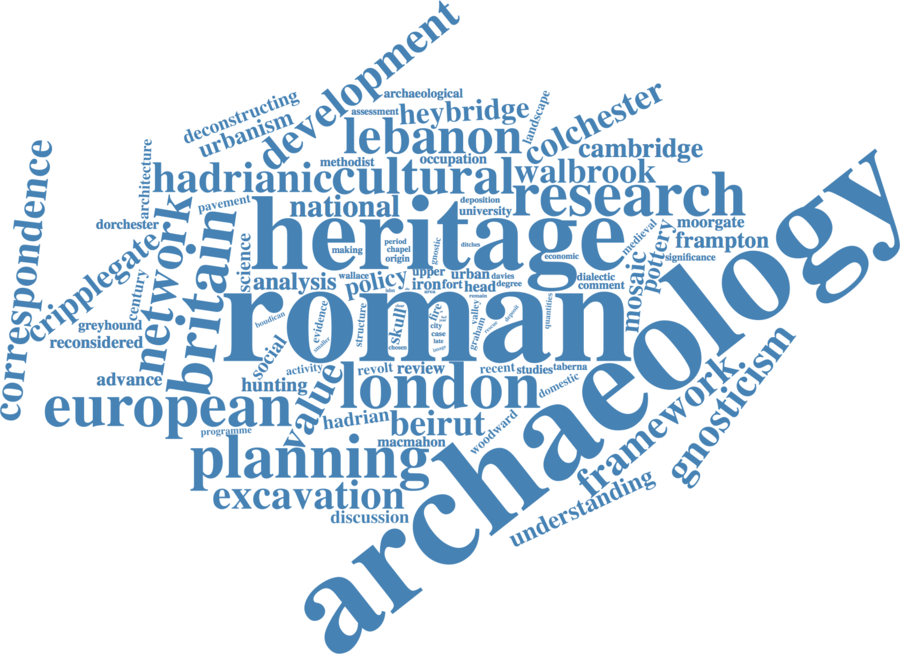 development
archaeological
deconstructing
urbanism
assessment
heybridge
landscape
colchester
lebanon
cambridge
correspondence
architecture
methodist
occupation
walbrook
hadrianic
cultural
research
archaeology
pavement
national
deposition
university
heritage
dorchester
network
britain
cripplegate
science
making
period
chapel
origin
gnostic
ditches
economic
medieval
pottery
moorgate
frampton
significance
mosaic
century
analysis
wallace
policy
upper
urban
davies
iron
fort
head
degree
dialectic
comment
roman
area
remain
boudican
evidence
smaller
structure
skull
fire
city
case
late
chosen
valley
graham
rescue
deposit
quantities
greyhound
reconsidered
social
advance
hunting
activity
revolt
review
recent
studies
taberna
domestic
european
value
london
hadrian
beirut
programme
macmahon
woodward
framework
gnosticism
planning
excavation
discussion
understanding